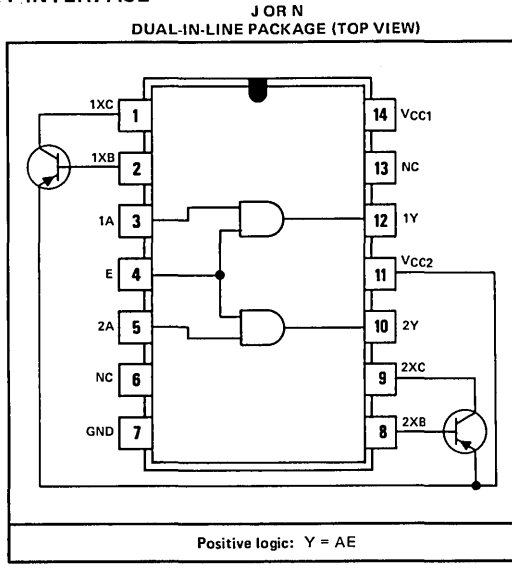 J OR N
DUAL-IN-LINE PACKAGE (TOP VIEW)
1XC 1
14 VCC1
1XB 2
13 NC
1A 3
12 1Y
E 4
11 VCC2
2A 5
10 2Y
NC 6
9 2XC
GND 7
8 2XB
Positive logic: Y = AE